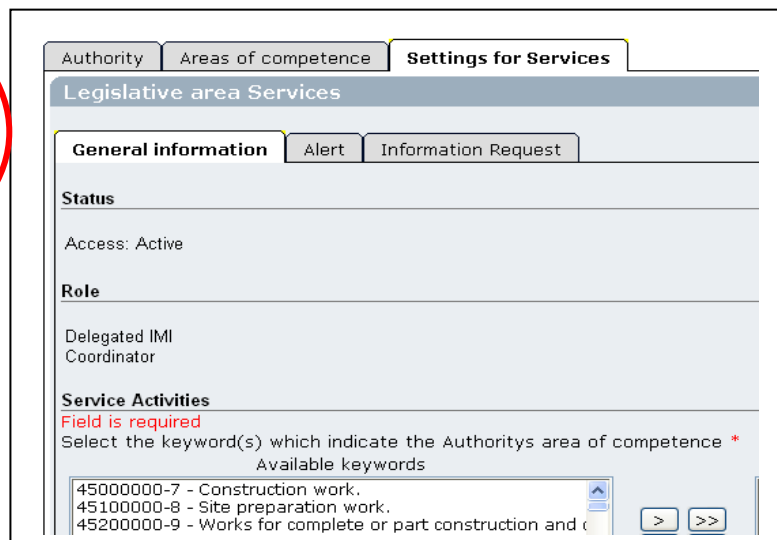 Authority Areas of competence Settings for Services
Legislative area Services
General information Alert Information Request
Status
Access: Active
Role
Delegated IMI
Coordinator
Service Activities
Field is required
Select the keyword(s) which indicate the Authoritys area of competence *
Available keywords
45000000-7 - Construction work.
45100000-8 - Site preparation work.
45200000-9 - Works for complete or part construction and
> >>